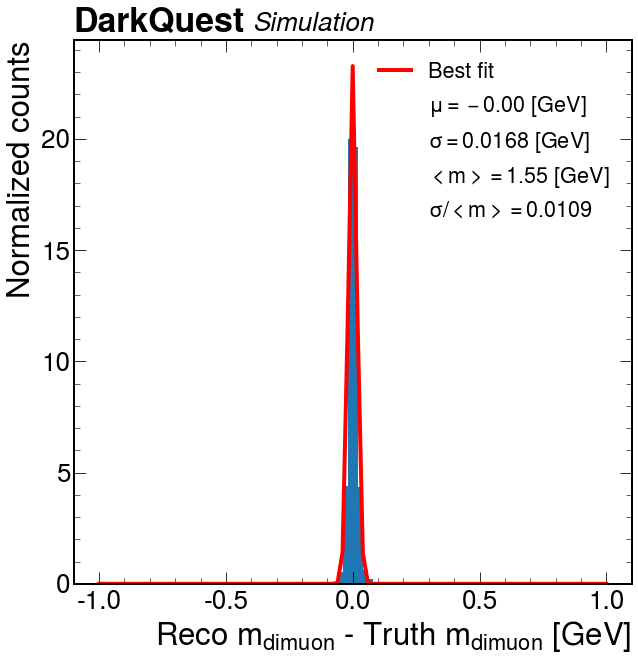 DarkQuest Simulation
Normalized counts
20
15
10
5
0
Best fit
μ = −0.00 [GeV]
σ = 0.0168 [GeV]
<m> = 1.55 [GeV]
σ/<m> = 0.0109
-1.0 -0.5 0.0 0.5 1.0
Reco m_dimuon - Truth m_dimuon [GeV]